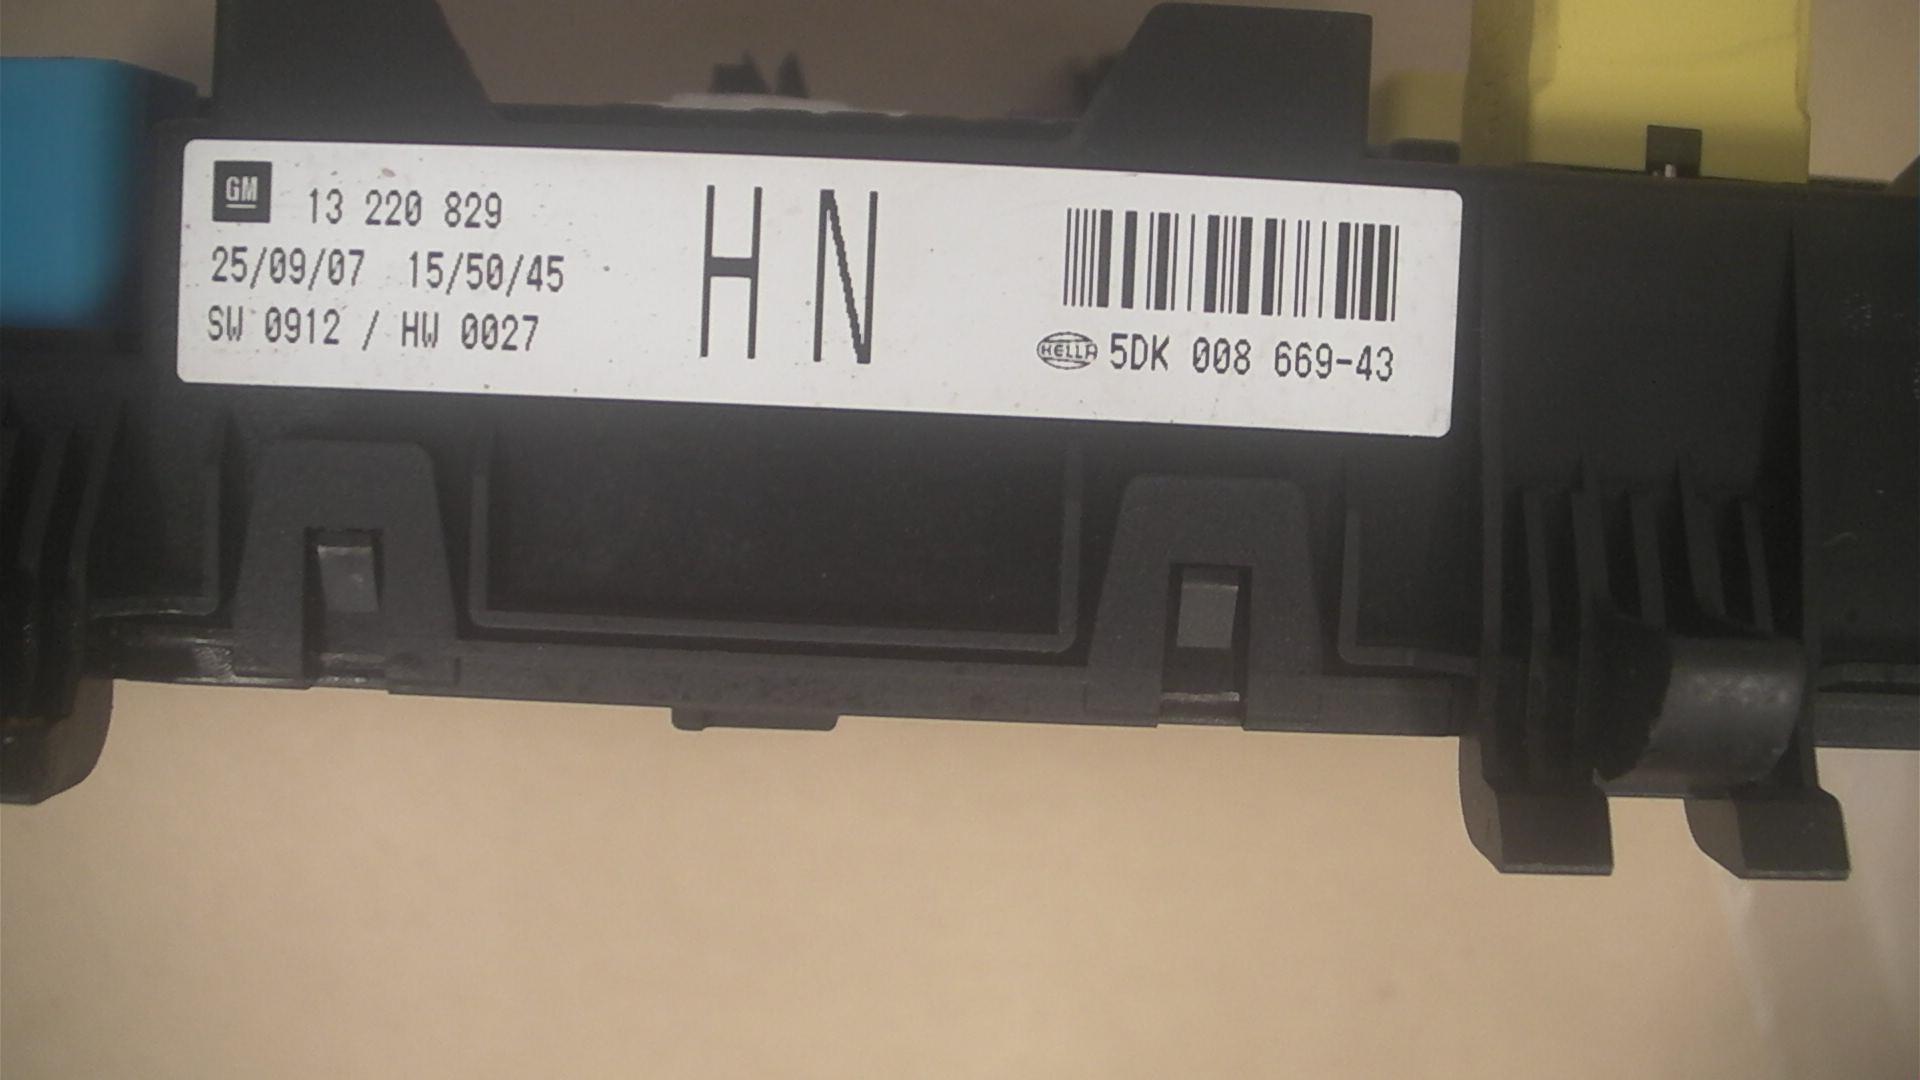 GM 13 220 829
25/09/07 15/50/45
SW 0912 / HW 0027
H N
HELLA 5DK 008 669-43